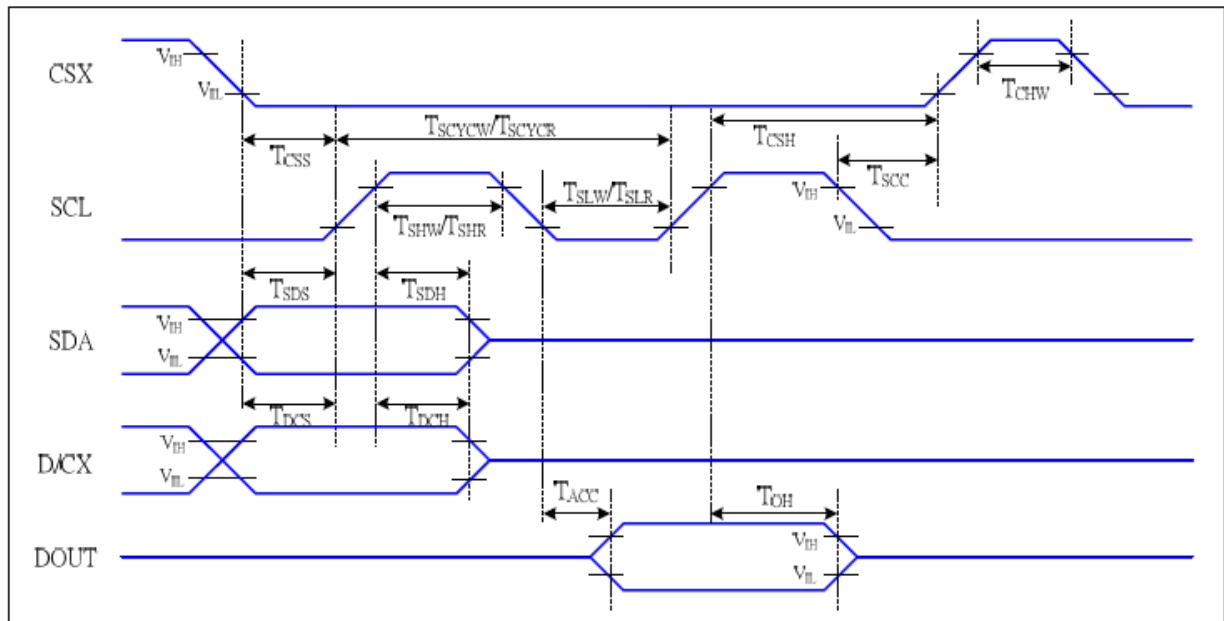 CSX
VIH
VIL
TCHW
TSCYCW/TSCYCR
TCSS
TCSH
TSCC
SCL
TSHW/TSHR
TSLW/TSLR
VIH
VIL
TSDS
TSDH
SDA
VIH
VIL
TDCS
TDCH
D/CX
VIH
VIL
TACC
TOH
DOUT
VIH
VIL